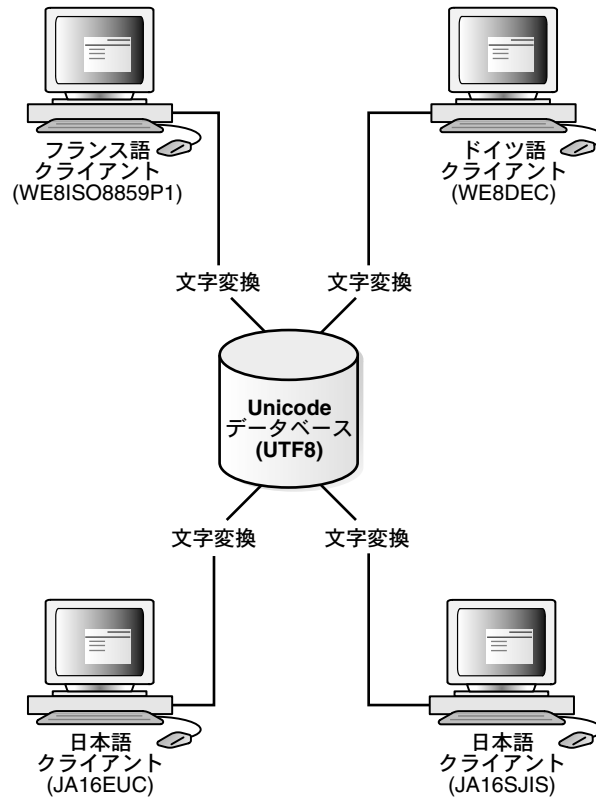 フランス語
クライアント
(WE8ISO8859P1)
ドイツ語
クライアント
(WE8DEC)
文字変換
文字変換
Unicode
データベース
(UTF8)
文字変換
文字変換
日本語
クライアント
(JA16EUC)
日本語
クライアント
(JA16SJIS)